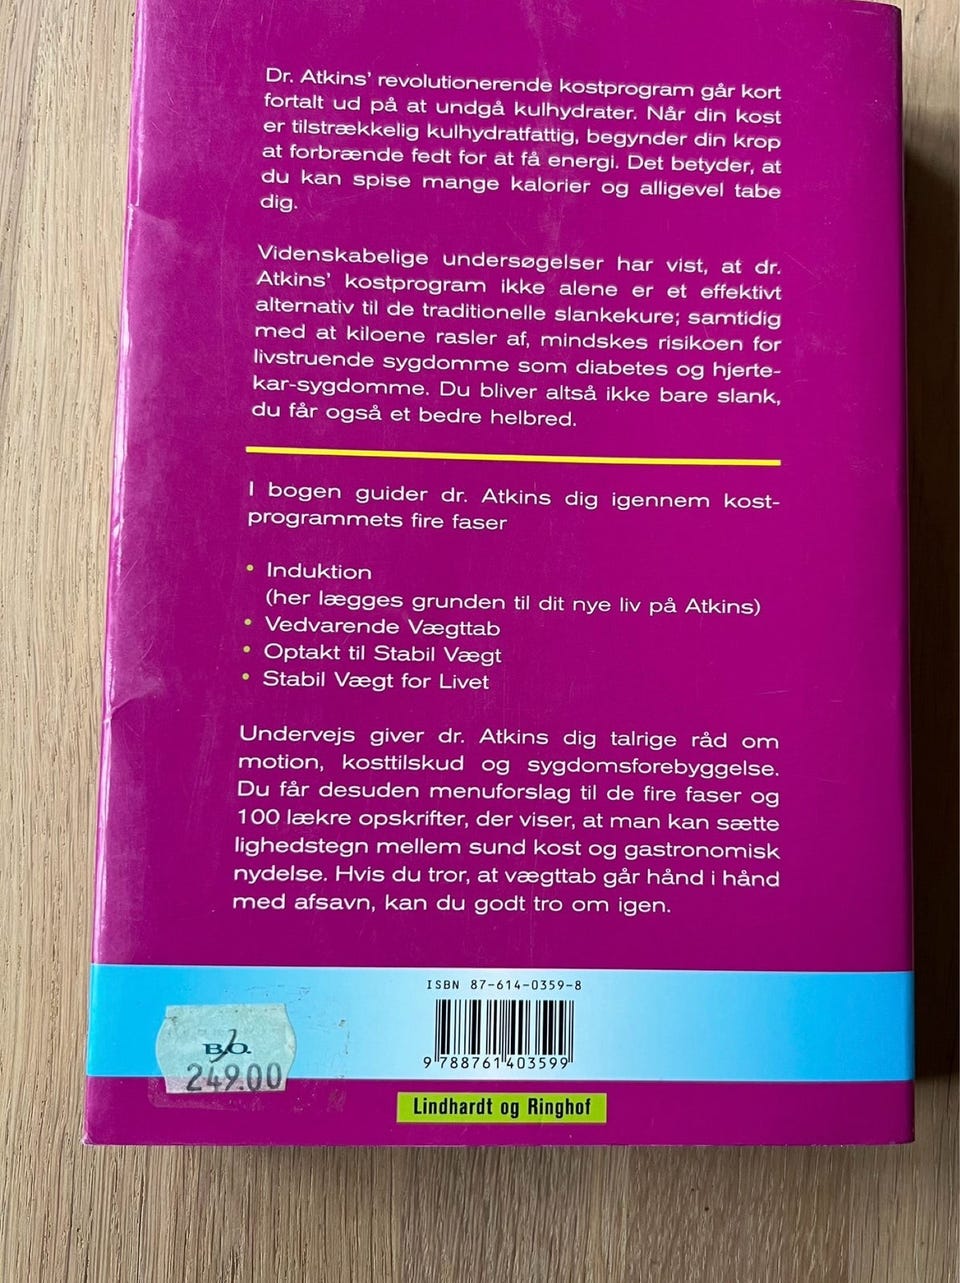 Dr. Atkins' revolutionerende kostprogram går kort
fortalt ud på at undgå kulhydrater. Når din kost
er tilstrækkelig kulhydratfattig, begynder din krop
at forbrænde fedt for at få energi. Det betyder, at
du kan spise mange kalorier og alligevel tabe
dig.
Videnskabelige undersøgelser har vist, at dr.
Atkins' kostprogram ikke alene er et effektivt
alternativ til de traditionelle slankekure; samtidig
med at kiloene rasler af, mindskes risikoen for
livstruende sygdomme som diabetes og hjerte-
kar-sygdomme. Du bliver altså ikke bare slank,
du får også et bedre helbred.
I bogen guider dr. Atkins dig igennem kost-
programmets fire faser
• Induktion
(her lægges grunden til dit nye liv på Atkins)
• Vedvarende Vægttab
• Optakt til Stabil Vægt
• Stabil Vægt for Livet
Undervejs giver dr. Atkins dig talrige råd om
motion, kosttilskud og sygdomsforebyggelse.
Du får desuden menuforslag til de fire faser og
100 lækre opskrifter, der viser, at man kan sætte
lighedstegn mellem sund kost og gastronomisk
nydelse. Hvis du tror, at vægttab går hånd i hånd
med afsavn, kan du godt tro om igen.
ISBN 87-614-0359-8
9 788761 403599
B.O.
249.00
Lindhardt og Ringhof